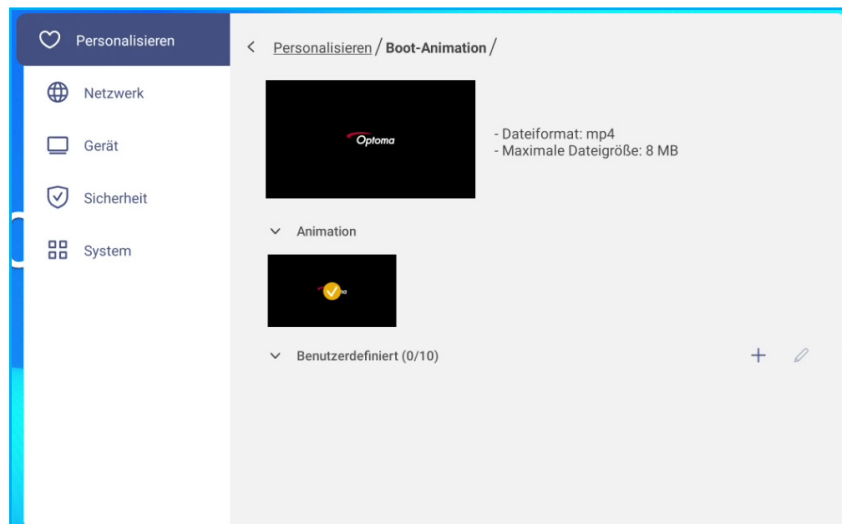 Personalisieren
Netzwerk
Gerät
Sicherheit
System
Personalisieren / Boot-Animation /
Optoma
- Dateiformat: mp4
- Maximale Dateigröße: 8 MB
Animation
Benutzerdefiniert (0/10)